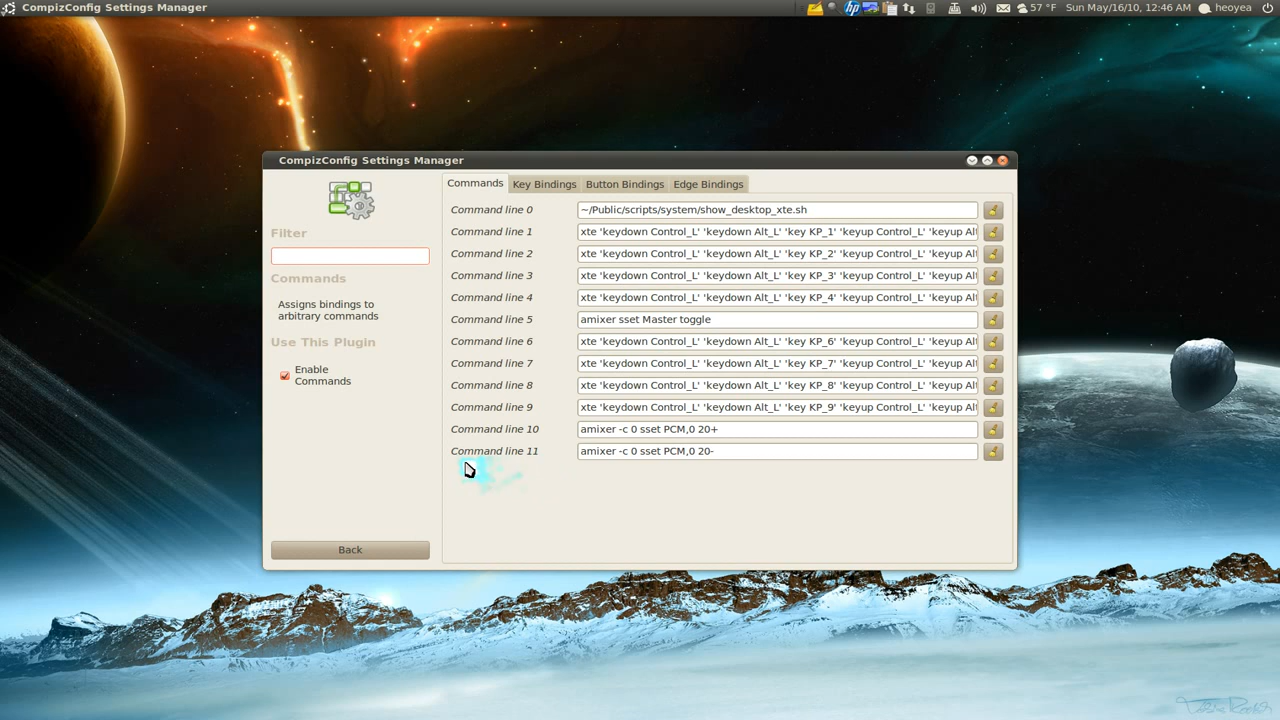 CompizConfig Settings Manager
hp 57 °F Sun May/16/10, 12:46 AM heoyea
CompizConfig Settings Manager
Commands Key Bindings Button Bindings Edge Bindings
Filter
Commands
Assigns bindings to
arbitrary commands
Use This Plugin
Enable
Commands
Back
Command line 0 ~/Public/scripts/system/show_desktop_xte.sh
Command line 1 xte 'keydown Control_L' 'keydown Alt_L' 'key KP_1' 'keyup Control_L' 'keyup Alt
Command line 2 xte 'keydown Control_L' 'keydown Alt_L' 'key KP_2' 'keyup Control_L' 'keyup Alt
Command line 3 xte 'keydown Control_L' 'keydown Alt_L' 'key KP_3' 'keyup Control_L' 'keyup Alt
Command line 4 xte 'keydown Control_L' 'keydown Alt_L' 'key KP_4' 'keyup Control_L' 'keyup Alt
Command line 5 amixer sset Master toggle
Command line 6 xte 'keydown Control_L' 'keydown Alt_L' 'key KP_6' 'keyup Control_L' 'keyup Alt
Command line 7 xte 'keydown Control_L' 'keydown Alt_L' 'key KP_7' 'keyup Control_L' 'keyup Alt
Command line 8 xte 'keydown Control_L' 'keydown Alt_L' 'key KP_8' 'keyup Control_L' 'keyup Alt
Command line 9 xte 'keydown Control_L' 'keydown Alt_L' 'key KP_9' 'keyup Control_L' 'keyup Alt
Command line 10 amixer -c 0 sset PCM,0 20+
Command line 11 amixer -c 0 sset PCM,0 20-